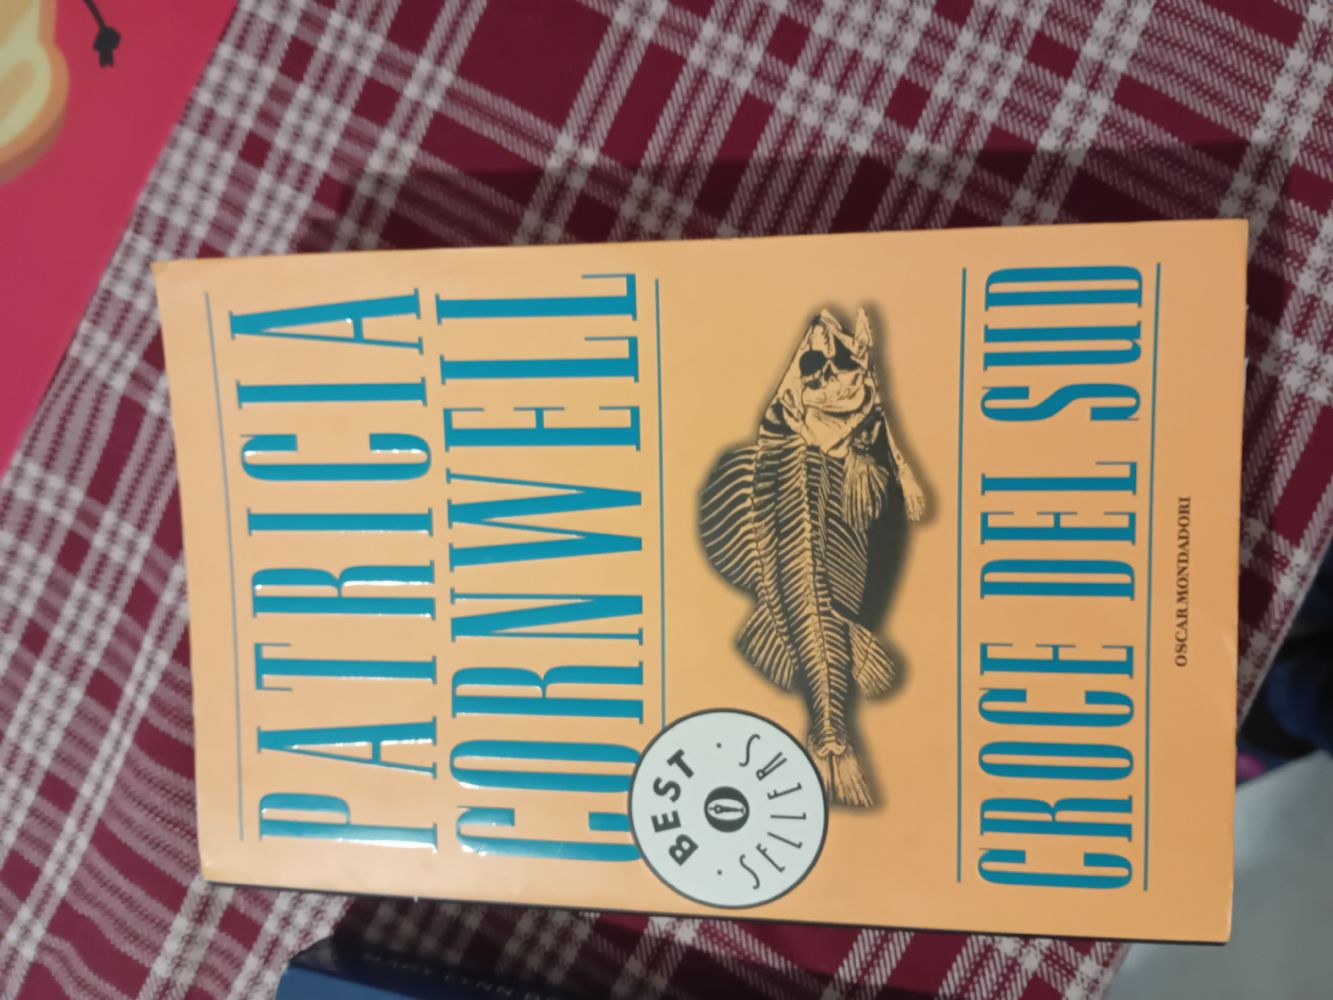 PATRICIA
CORNWELL
BEST
SELLERS
CROCE DEL SUD
OSCAR MONDADORI